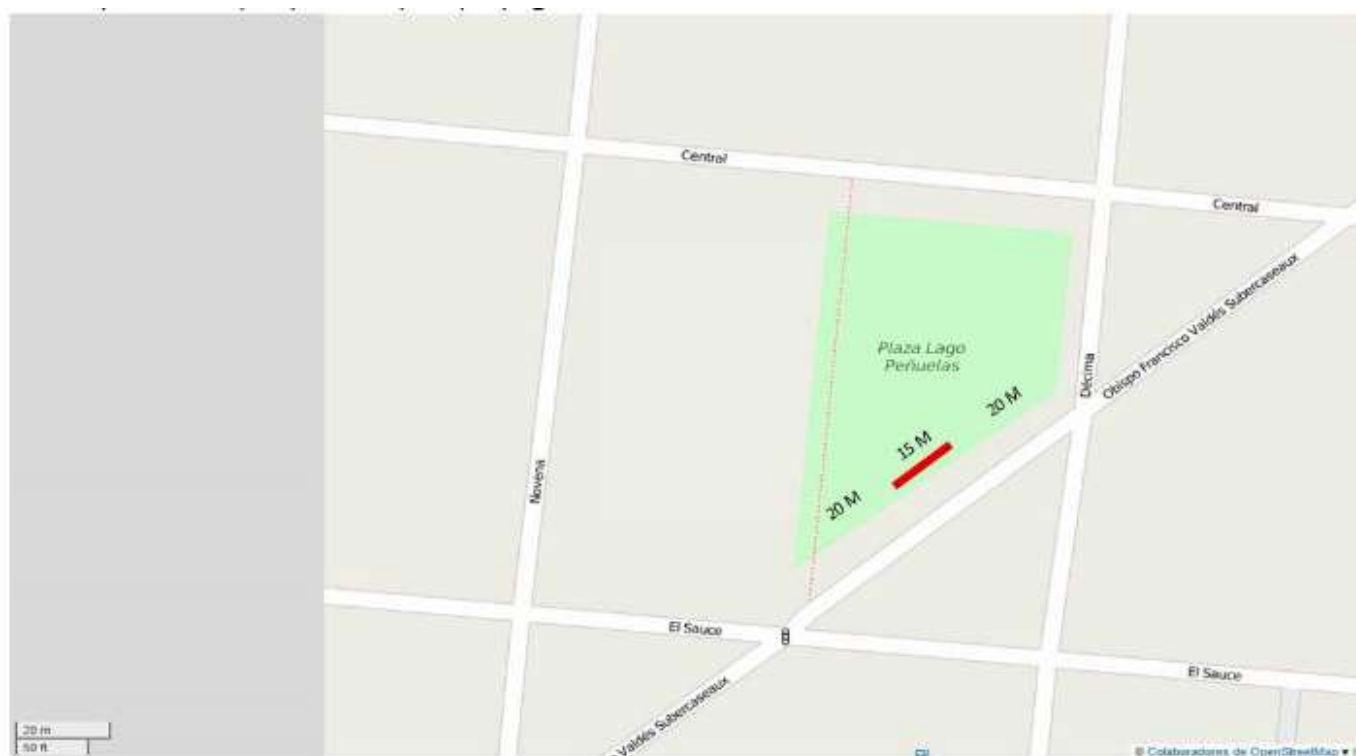 Central
Central
Obispo Francisco Valdés Subercaseaux
Plaza Lago
Peñuelas
Décima
20 M
15 M
20 M
Novena
El Sauce
El Sauce
Valdés Subercaseaux
20 m
50 ft
© Colaboradores de OpenStreetMap